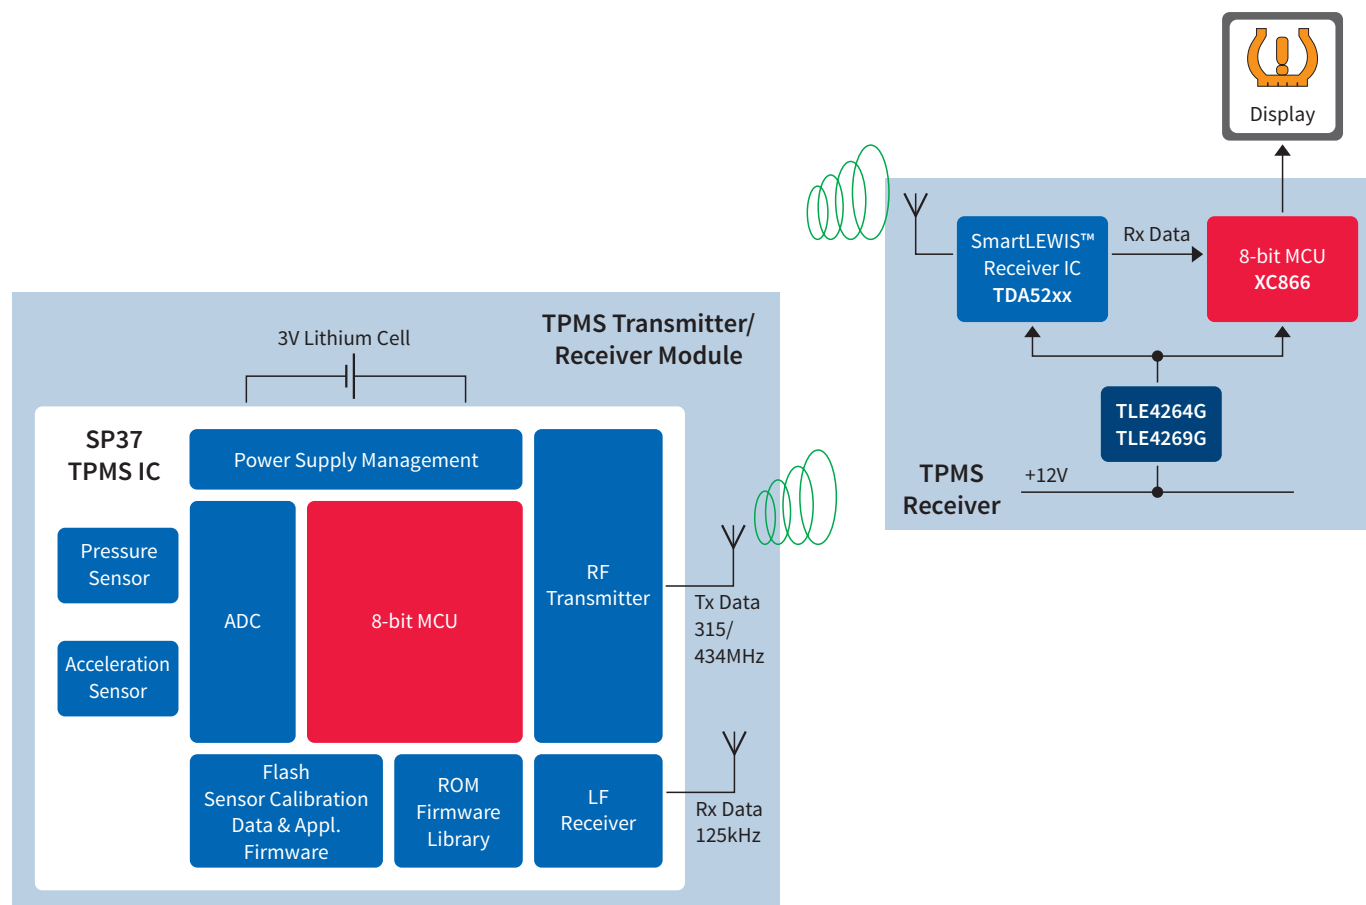 Display
SmartLEWIS™
Receiver IC
TDA52xx
Rx Data
8-bit MCU
XC866
TLE4264G
TLE4269G
TPMS
Receiver
+12V
TPMS Transmitter/
Receiver Module
3V Lithium Cell
SP37
TPMS IC
Power Supply Management
Pressure
Sensor
Acceleration
Sensor
ADC
8-bit MCU
RF
Transmitter
Tx Data
315/
434MHz
Flash
Sensor Calibration
Data & Appl.
Firmware
ROM
Firmware
Library
LF
Receiver
Rx Data
125kHz